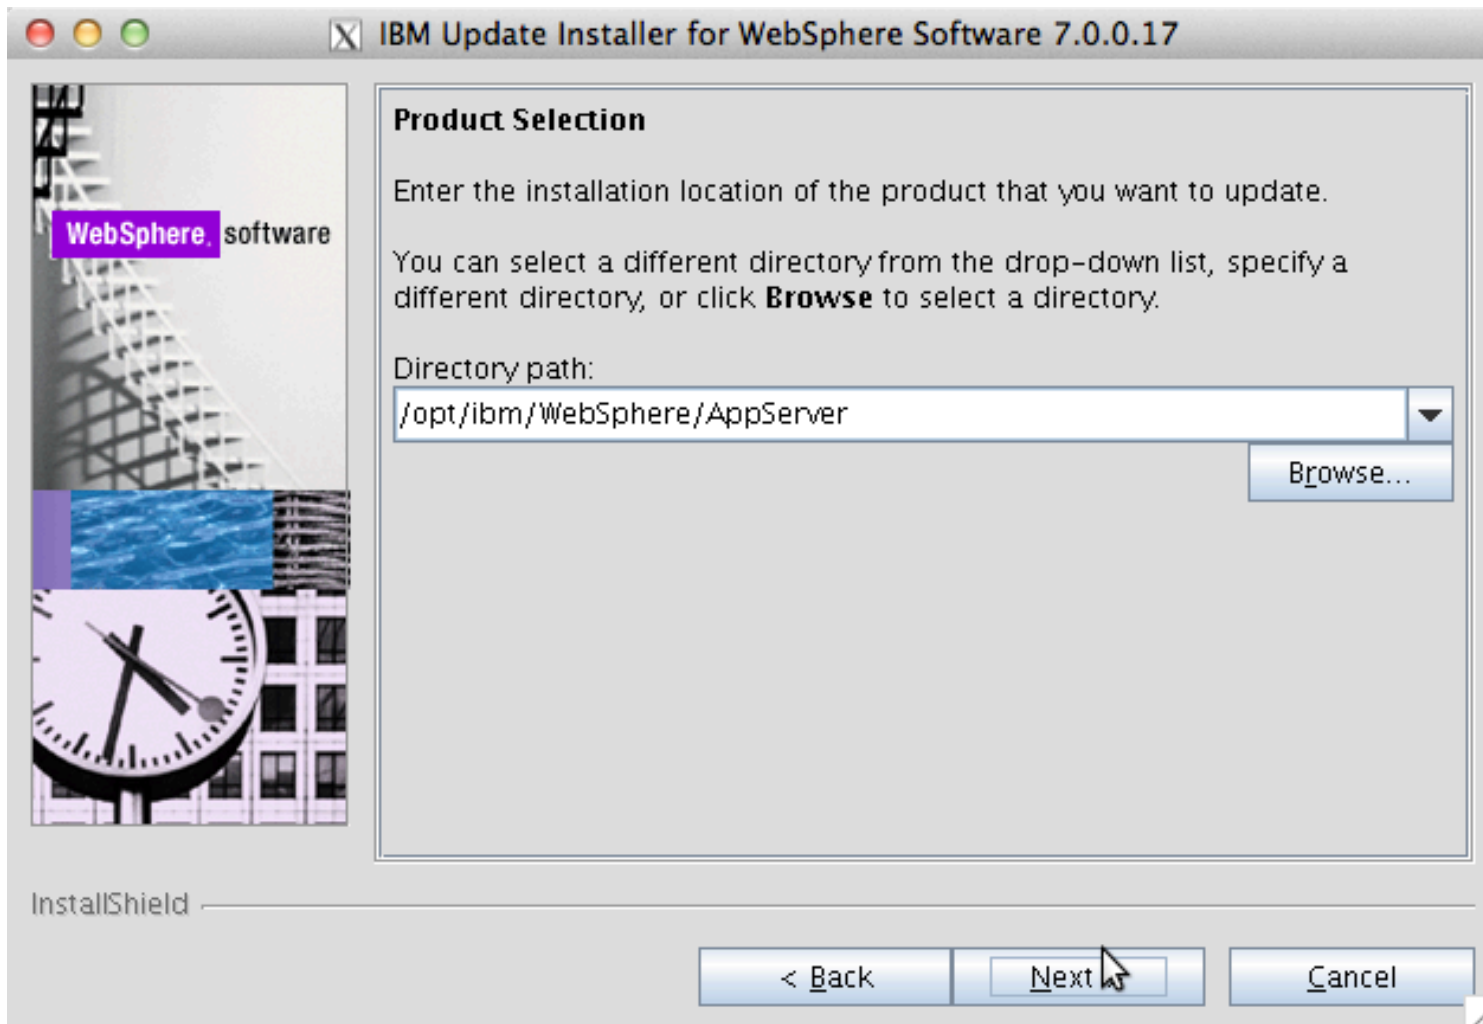 X IBM Update Installer for WebSphere Software 7.0.0.17
WebSphere. software
Product Selection
Enter the installation location of the product that you want to update.
You can select a different directory from the drop-down list, specify a
different directory, or click Browse to select a directory.
Directory path:
/opt/ibm/WebSphere/AppServer
Browse...
InstallShield
< Back
Next
Cancel